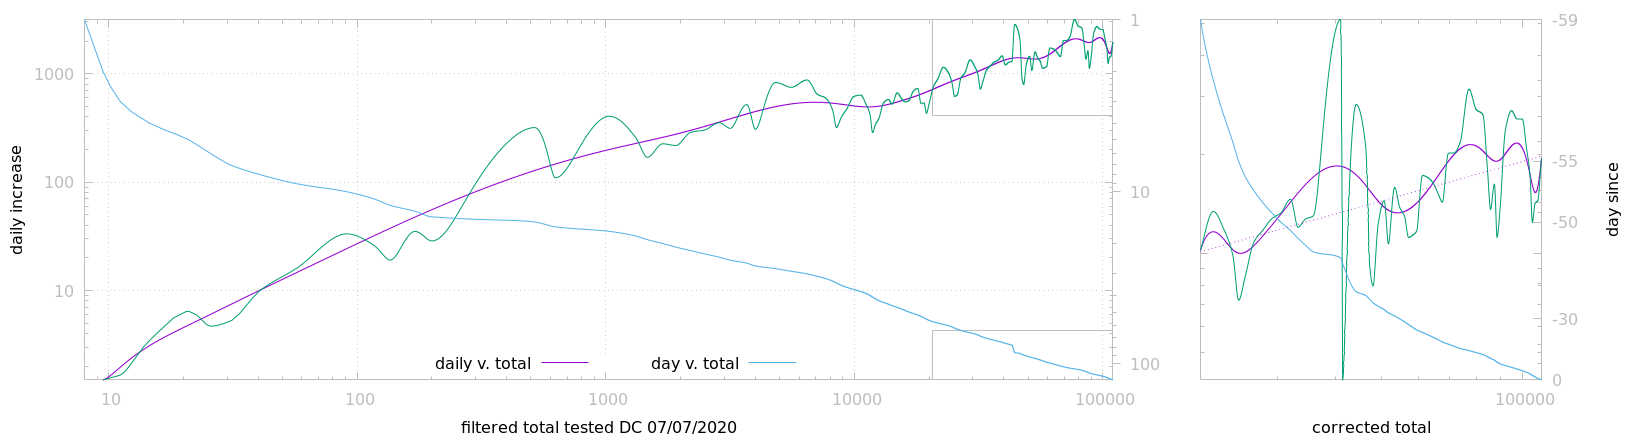 daily increase
1000
100
10
1
10
100
daily v. total
day v. total
10
100
1000
10000
100000
filtered total tested DC 07/07/2020
-59
-55
-50
-30
0
day since
100000
corrected total